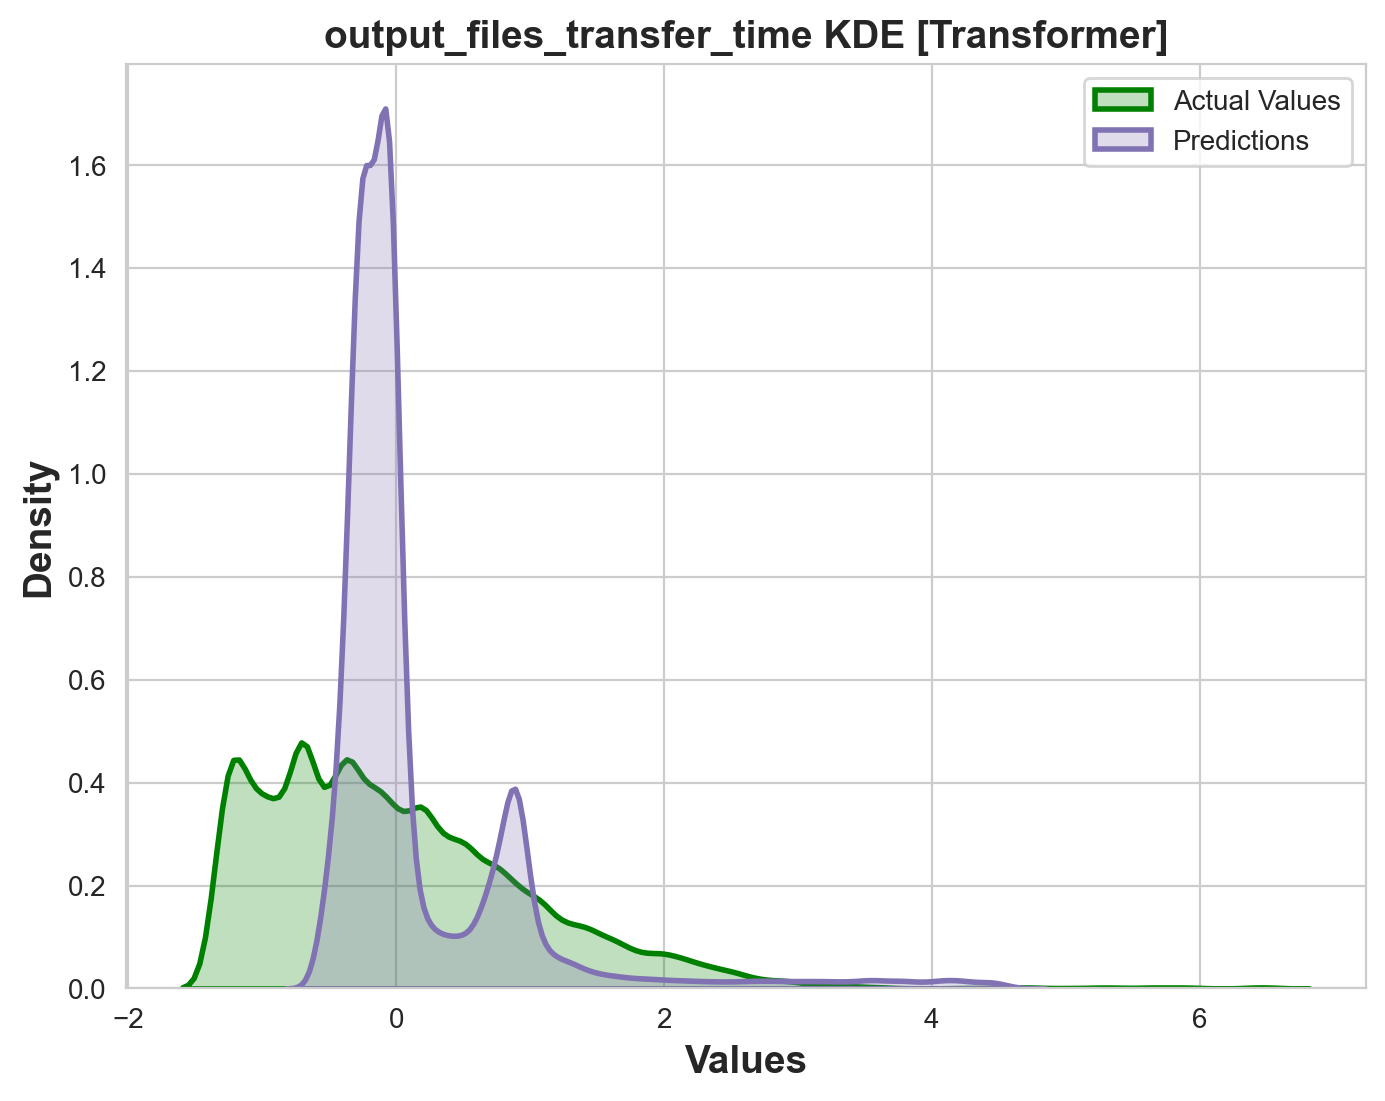 output_files_transfer_time KDE [Transformer]
Actual Values
Predictions
1.6
1.4
1.2
1.0
0.8
0.6
0.4
0.2
0.0
Density
−2
0
2
4
6
Values